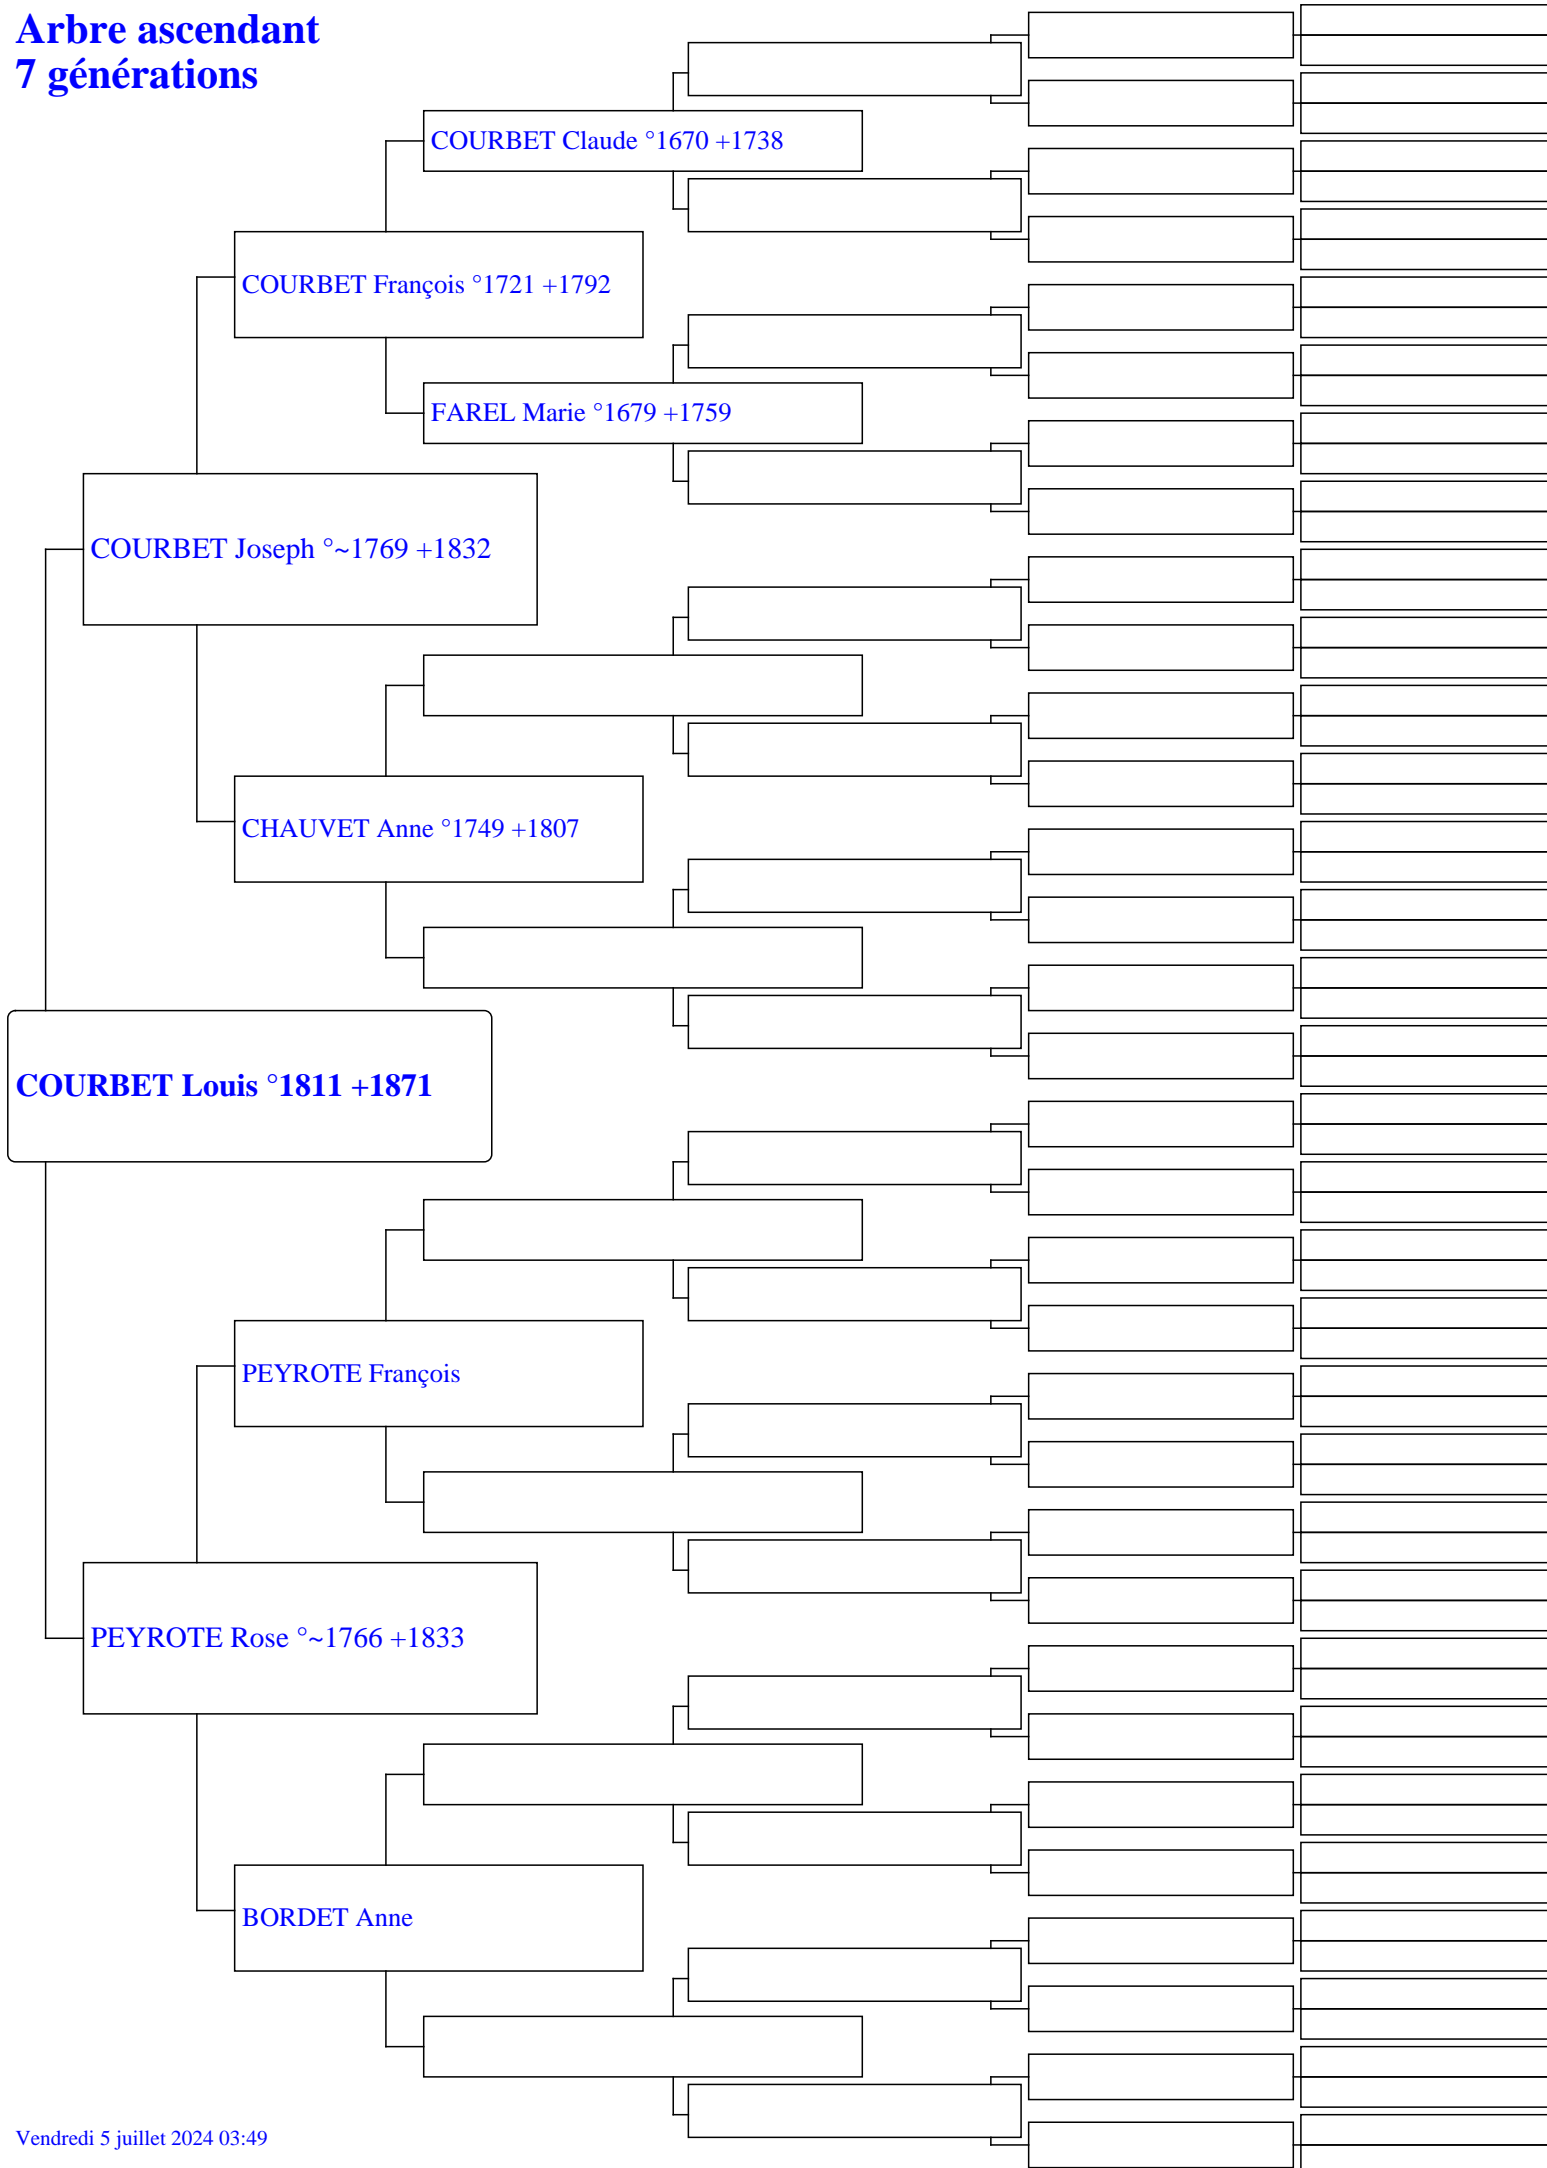 Arbre ascendant
7 générations
COURBET Claude °1670 +1738
COURBET François °1721 +1792
FAREL Marie °1679 +1759
COURBET Joseph °~1769 +1832
CHAUVET Anne °1749 +1807
COURBET Louis °1811 +1871
PEYROTE François
PEYROTE Rose °~1766 +1833
BORDET Anne
Vendredi 5 juillet 2024 03:49